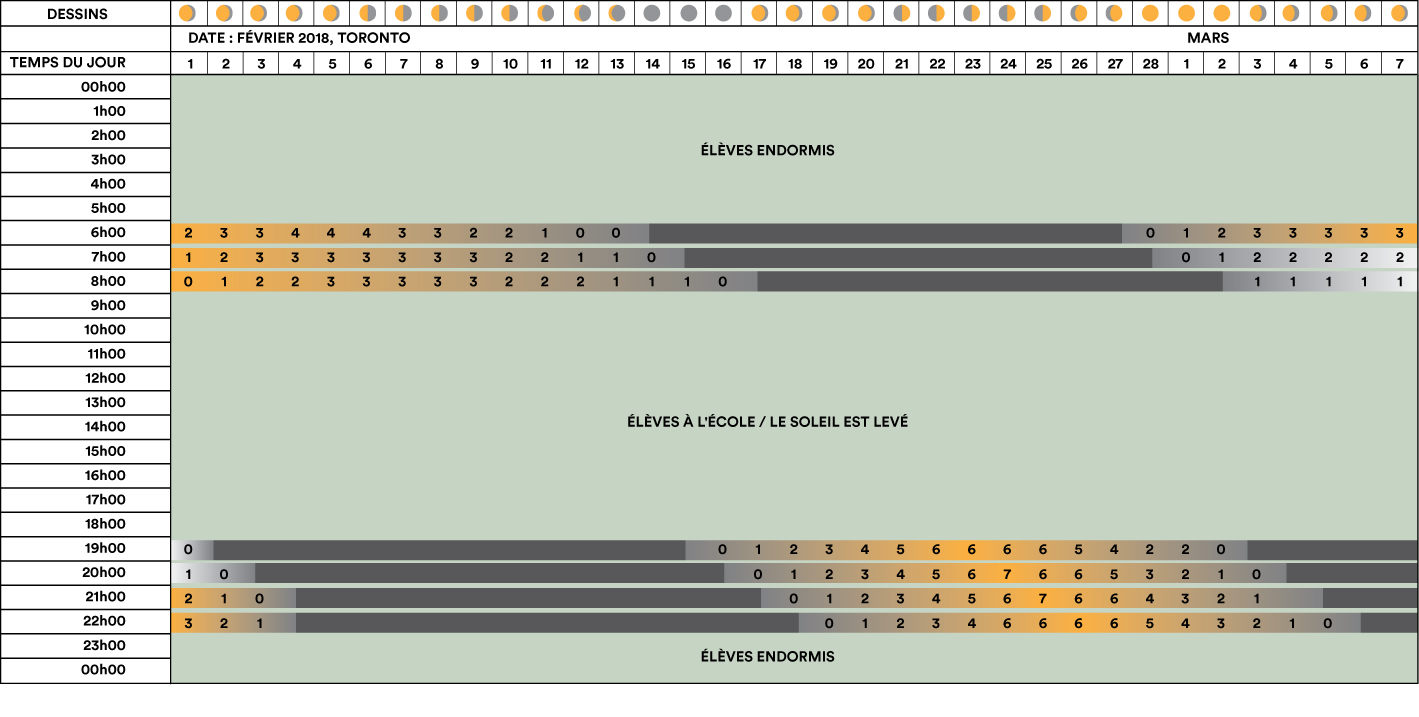 DESSINS
DATE : FÉVRIER 2018, TORONTO MARS
TEMPS DU JOUR 1 2 3 4 5 6 7 8 9 10 11 12 13 14 15 16 17 18 19 20 21 22 23 24 25 26 27 28 1 2 3 4 5 6 7
00h00
1h00
2h00
ÉLÈVES ENDORMIS
3h00
4h00
5h00
6h00 2 3 3 4 4 4 3 3 2 2 1 0 0 0 1 2 3 3 3 3 3
7h00 1 2 3 3 3 3 3 3 3 2 2 1 1 0 0 1 2 2 2 2 2
8h00 0 1 2 2 3 3 3 3 3 2 2 2 1 1 1 0 1 1 1 1 1
9h00
10h00
11h00
12h00
13h00
14h00 ÉLÈVES À L'ÉCOLE / LE SOLEIL EST LEVÉ
15h00
16h00
17h00
18h00
19h00 0 0 1 2 3 4 5 6 6 6 6 5 4 2 2 0
20h00 1 0 0 1 2 3 4 5 6 7 6 6 5 3 2 1 0
21h00 2 1 0 0 1 2 3 4 5 6 7 6 6 4 3 2 1
22h00 3 2 1 0 1 2 3 4 6 6 6 6 5 4 3 2 1 0
23h00
ÉLÈVES ENDORMIS
00h00